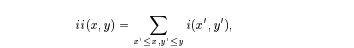 ii(x, y) = \sum_{x' \leq x, y' \leq y} i(x', y'),